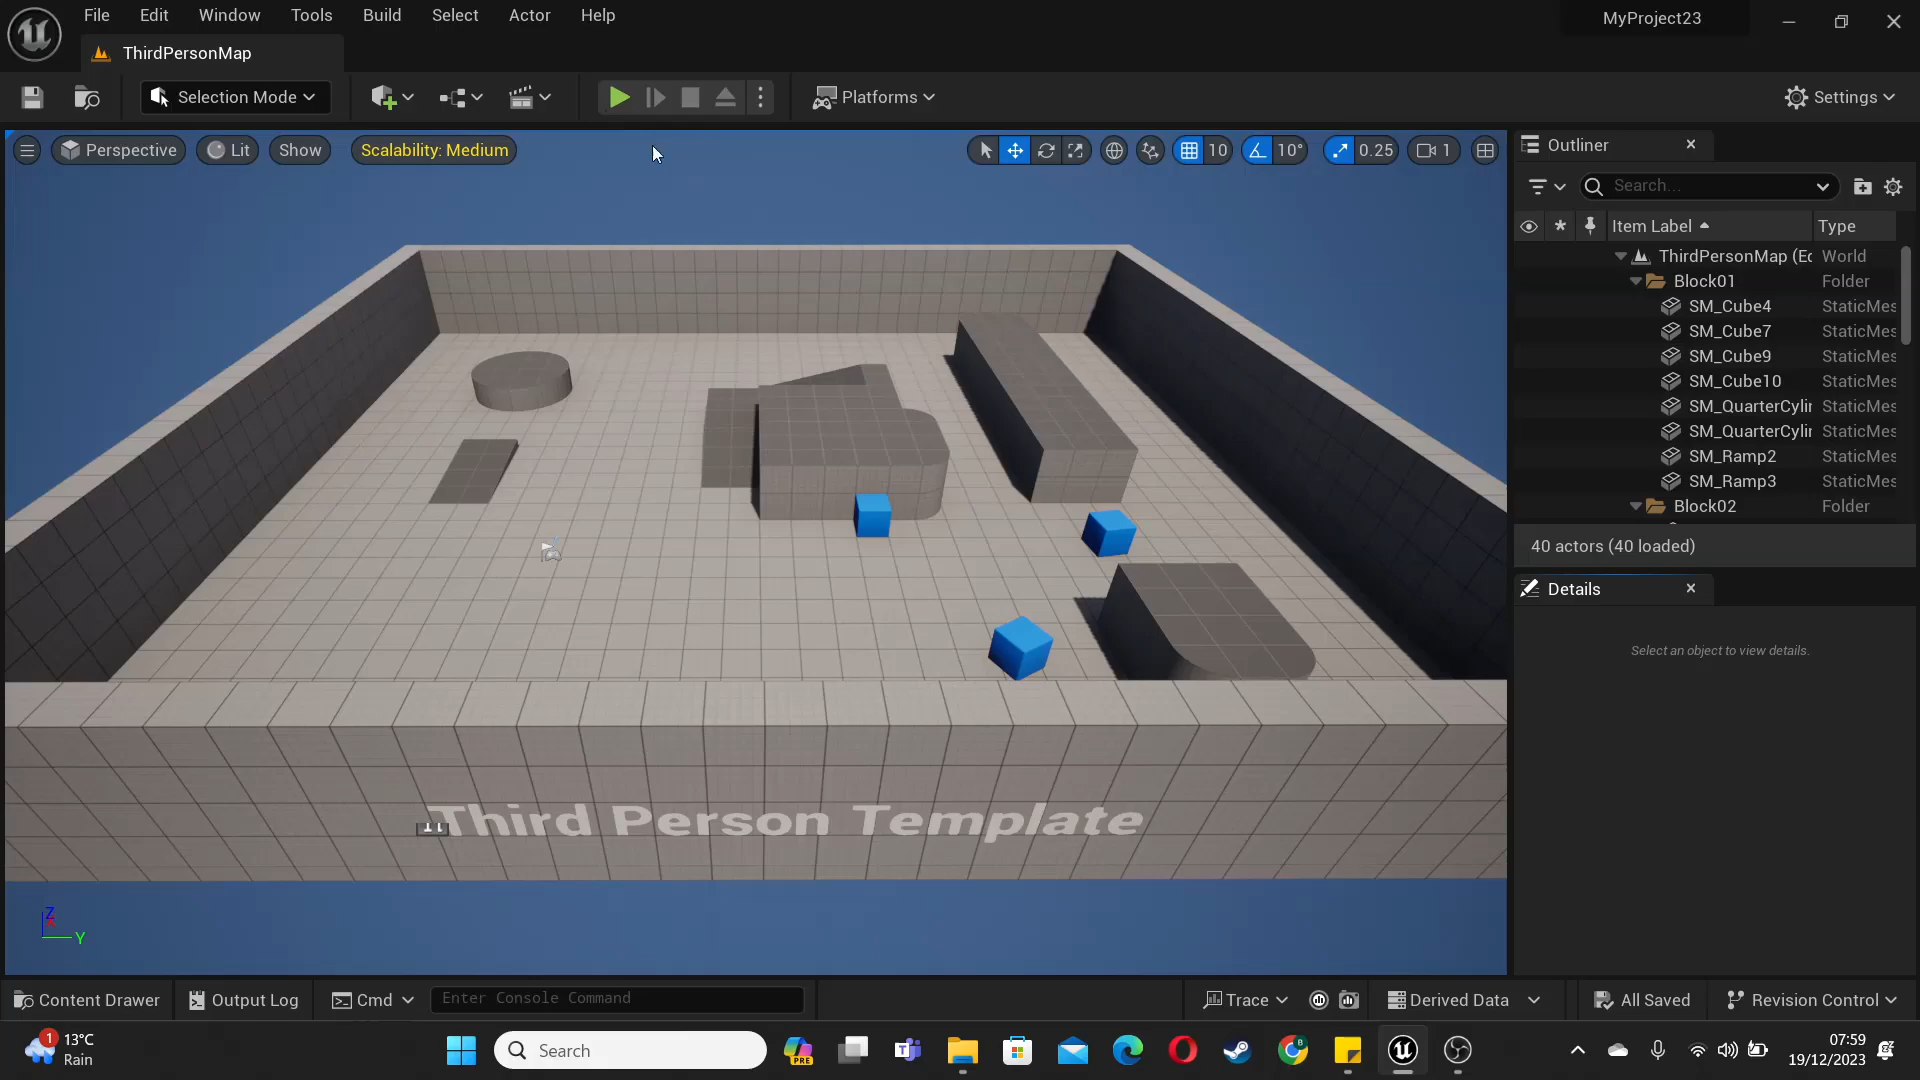 File Edit Window Tools Build Select Actor Help
MyProject23
ThirdPersonMap
Selection Mode
Platforms
Settings
Perspective
Lit
Show
Scalability: Medium
10
10°
0.25
1
Outliner
Search...
Item Label
Type
ThirdPersonMap (Ec
World
Block01
Folder
SM_Cube4
StaticMes
SM_Cube7
StaticMes
SM_Cube9
StaticMes
SM_Cube10
StaticMes
SM_QuarterCylin
StaticMes
SM_QuarterCylin
StaticMes
SM_Ramp2
StaticMes
SM_Ramp3
StaticMes
Block02
Folder
40 actors (40 loaded)
Details
Select an object to view details.
Third Person Template
Z
Y
Content Drawer
Output Log
Cmd
Enter Console Command
Trace
Derived Data
All Saved
Revision Control
1
13°C
Rain
Search
PRE
07:59
19/12/2023